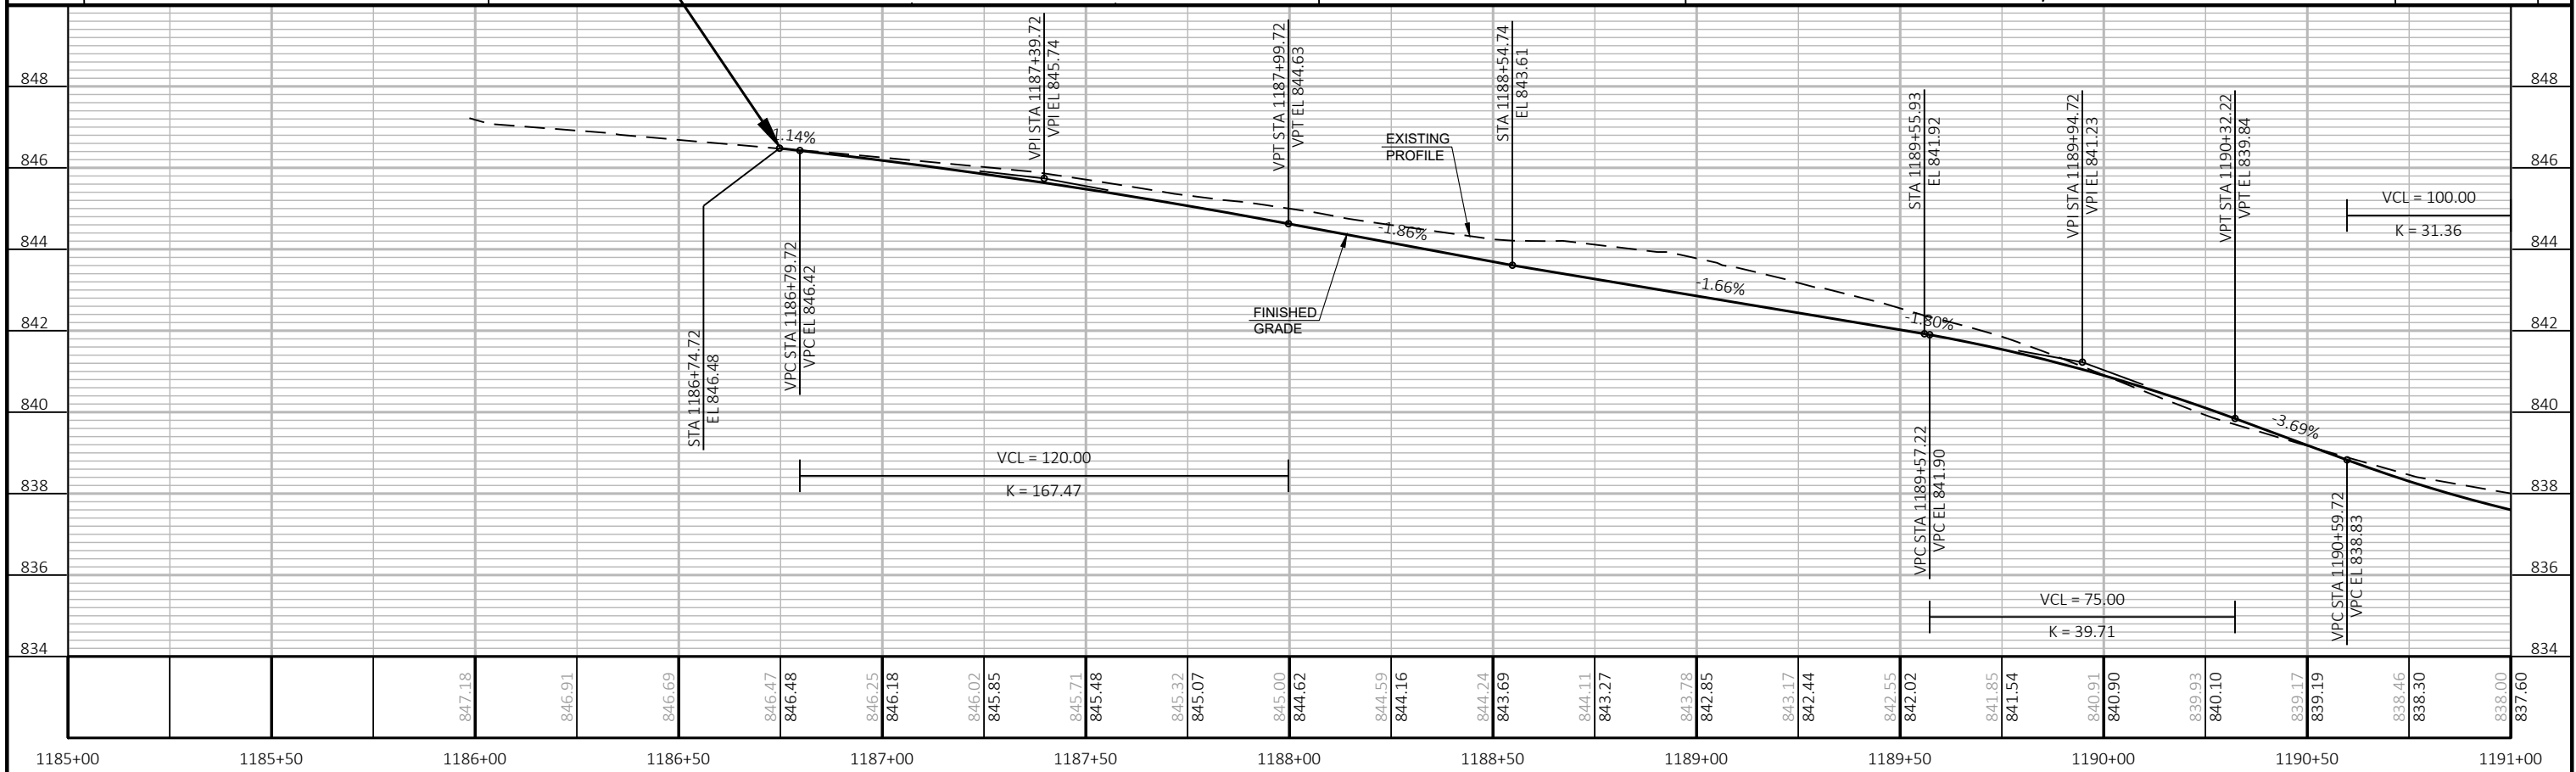 848
846
844
842
840
838
836
834
848
846
844
842
840
838
836
834
1.14%
STA 1186+74.72
EL 846.48
VPC STA 1186+79.72
VPC EL 846.42
VPI STA 1187+39.72
VPI EL 845.74
VPT STA 1187+99.72
VPT EL 844.63
STA 1188+54.74
EL 843.61
EXISTING
PROFILE
-1.86%
FINISHED
GRADE
-1.66%
STA 1189+55.93
EL 841.92
-1.80%
VPC STA 1189+57.22
VPC EL 841.90
VPI STA 1189+94.72
VPI EL 841.23
VPT STA 1190+32.22
VPT EL 839.84
-3.69%
VPC STA 1190+59.72
VPC EL 838.83
VCL = 100.00
K = 31.36
VCL = 120.00
K = 167.47
VCL = 75.00
K = 39.71
847.18
846.91
846.69
846.47
846.48
846.25
846.18
846.02
845.85
845.71
845.48
845.32
845.07
845.00
844.62
844.59
844.16
844.24
843.69
844.11
843.27
843.78
842.85
843.17
842.44
842.55
842.02
841.85
841.54
840.91
840.90
839.93
840.10
839.17
839.19
838.46
838.30
838.00
837.60
1185+00
1185+50
1186+00
1186+50
1187+00
1187+50
1188+00
1188+50
1189+00
1189+50
1190+00
1190+50
1191+00